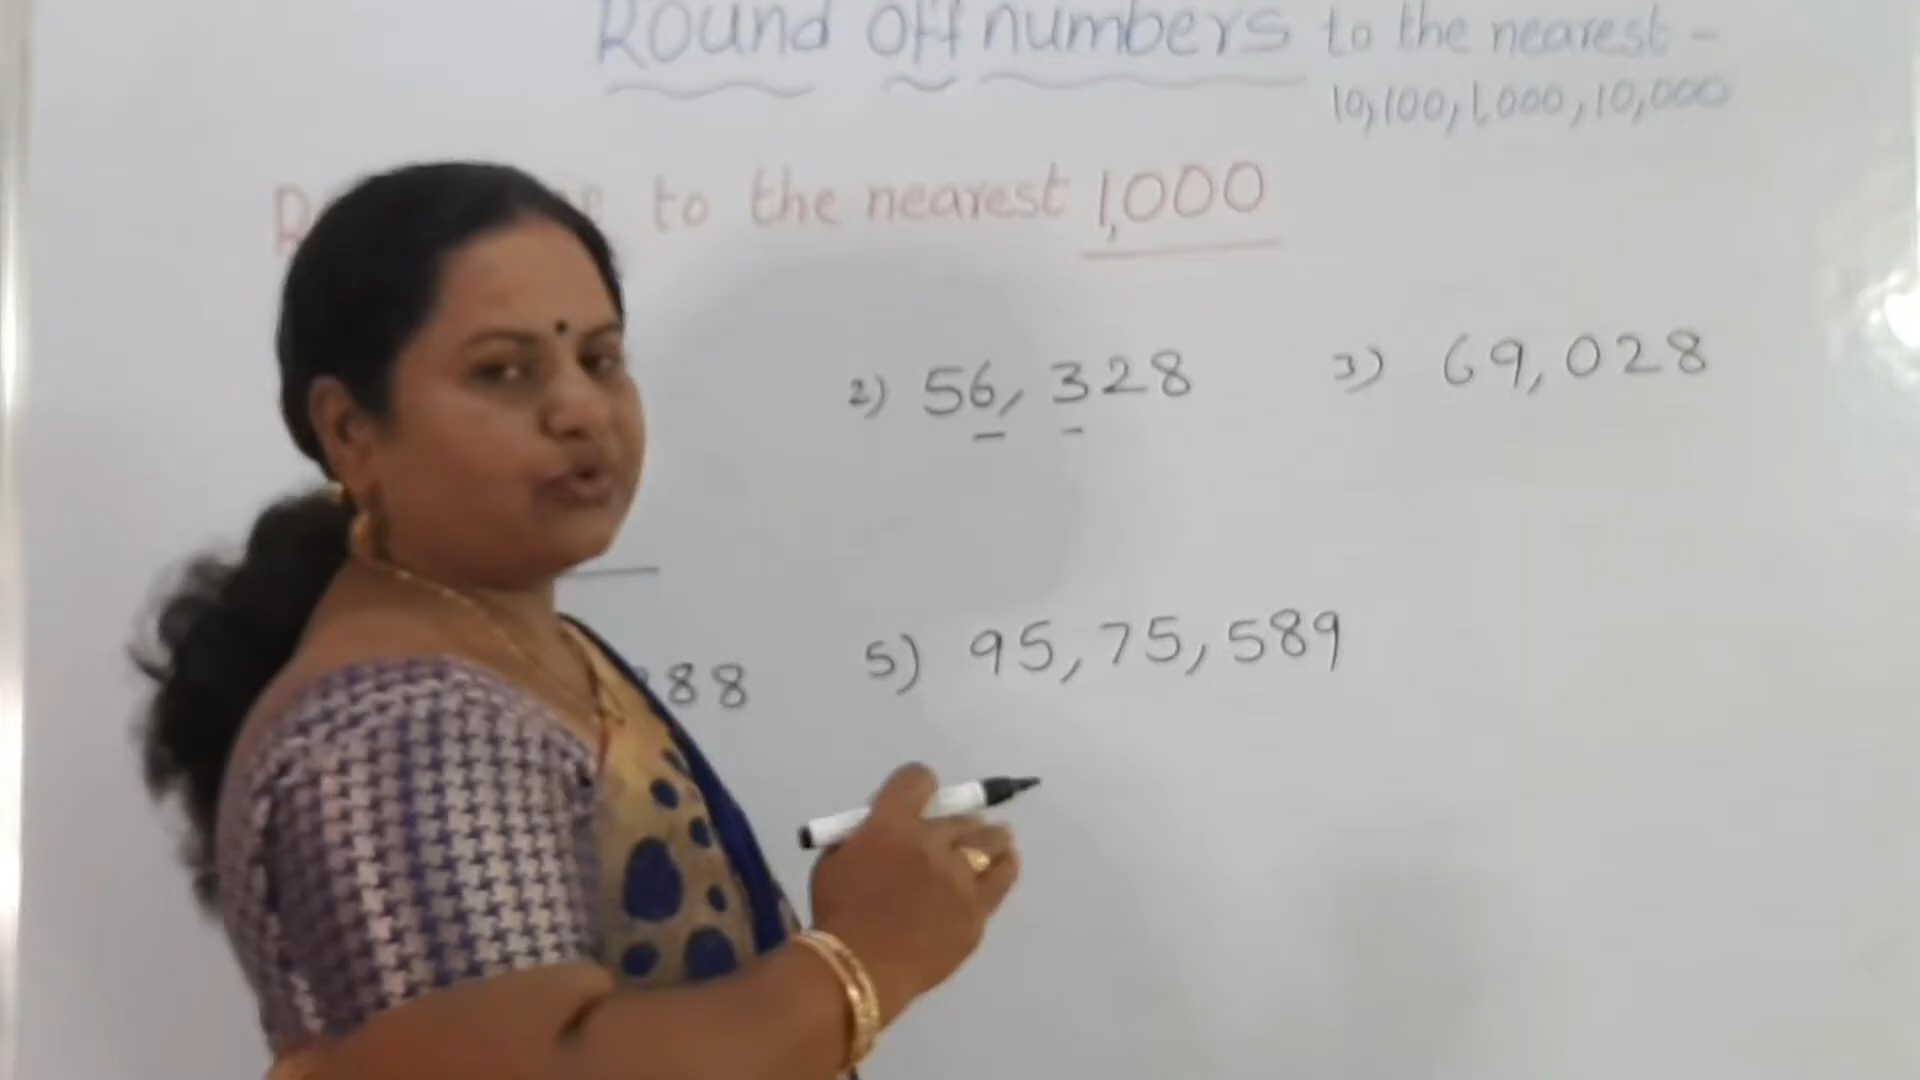 Round off numbers to the nearest -
10,100,1,000,10,000
to the nearest 1,000
2) 56,328
3) 69,028
88
5) 95,75,589